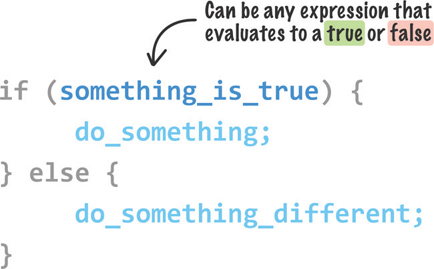 Can be any expression that
evaluates to a true or false
if (something_is_true) {
do_something;
} else {
do_something_different;
}